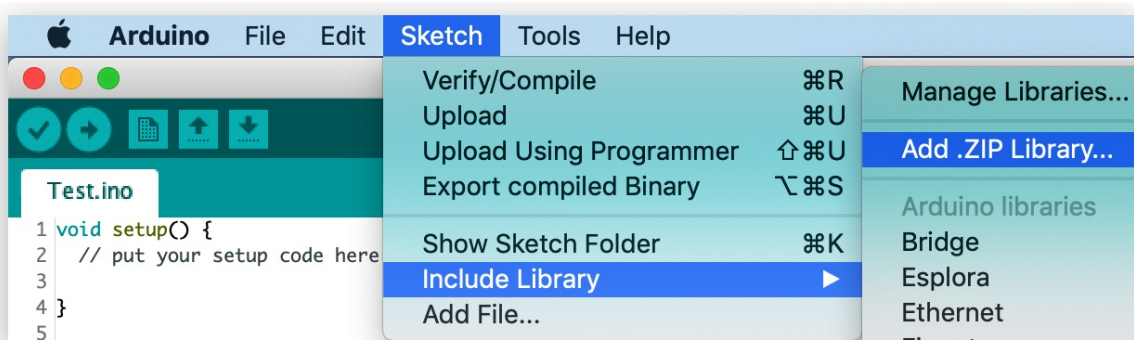 Arduino File Edit Sketch Tools Help
Verify/Compile ⌘R
Upload ⌘U
Upload Using Programmer ⇧⌘U
Export compiled Binary ⌥⌘S
Show Sketch Folder ⌘K
Include Library ▶
Add File...
Manage Libraries...
Add .ZIP Library...
Arduino libraries
Bridge
Esplora
Ethernet
Test.ino
1 void setup() {
2 // put your setup code here
3
4 }
5